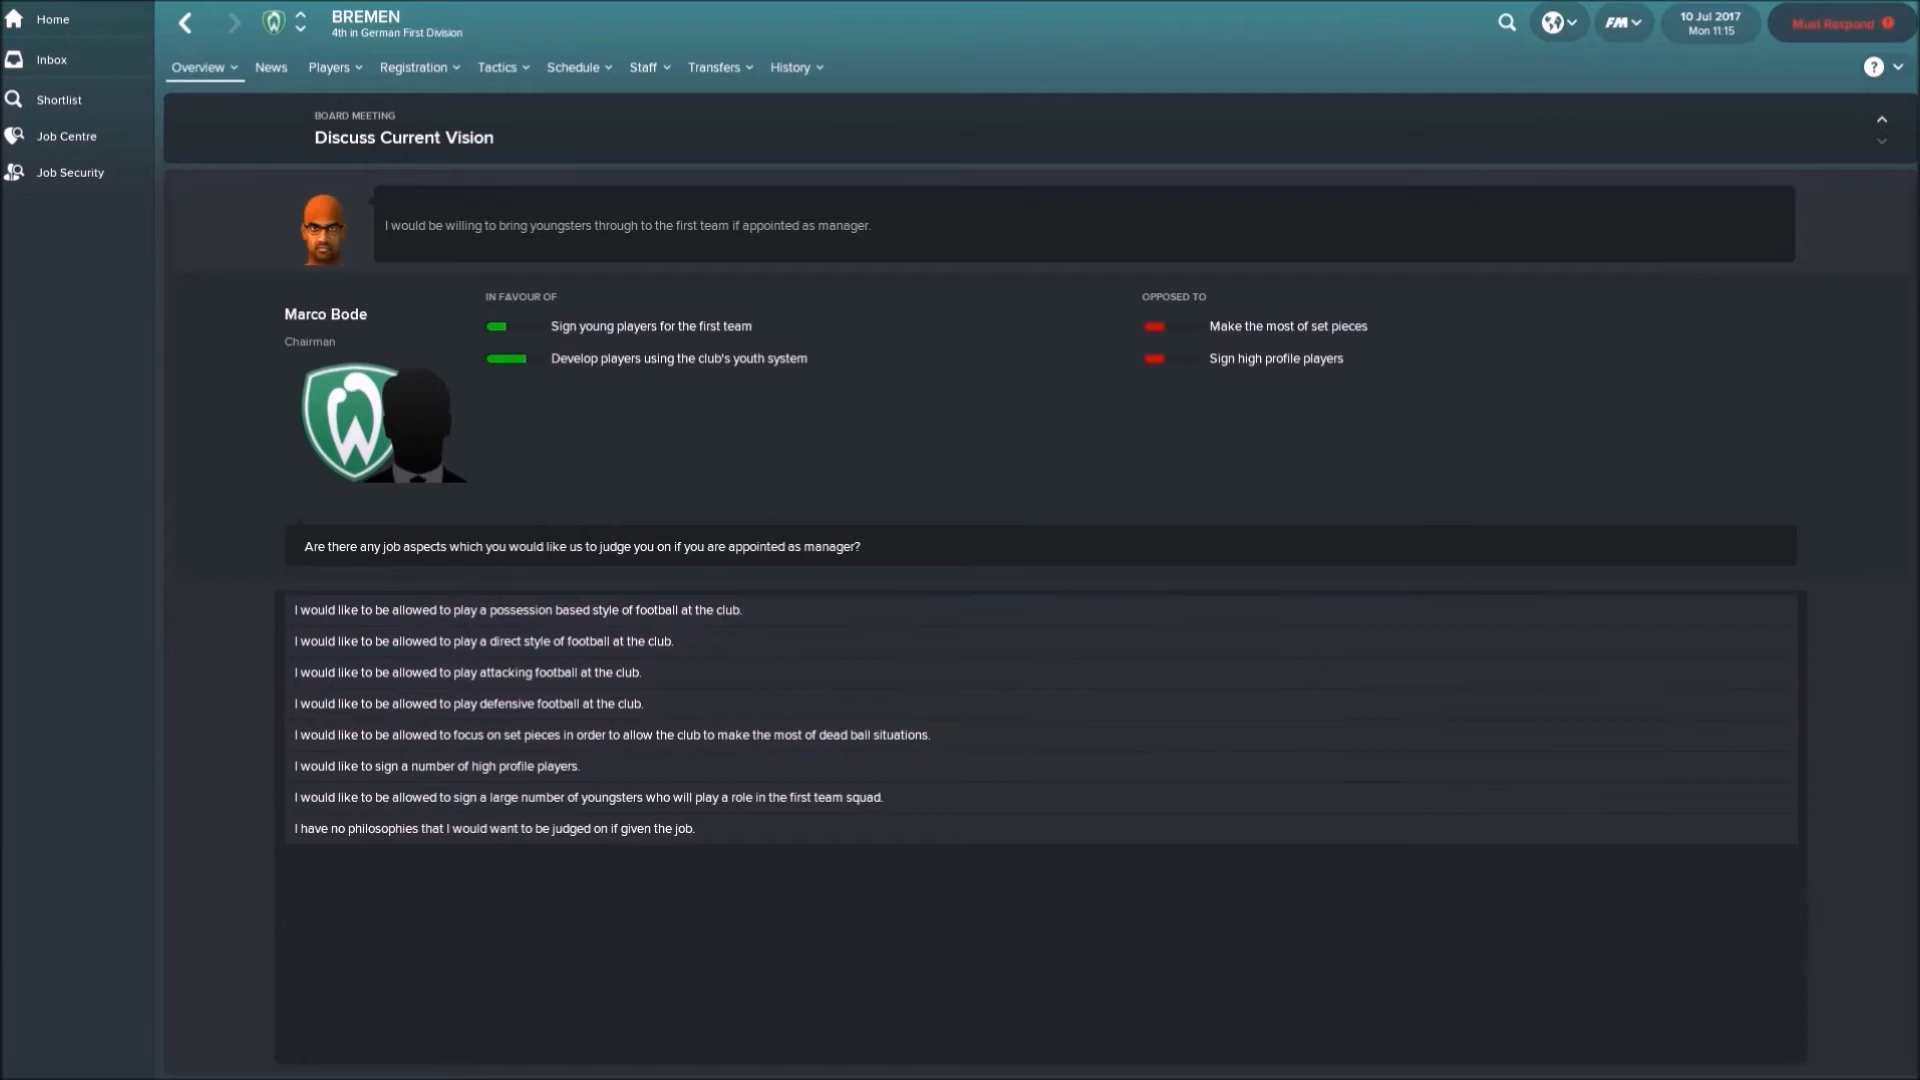 Home
Inbox
Shortlist
Job Centre
Job Security
BREMEN
4th in German First Division
FM
10 Jul 2017
Mon 11:15
Must Respond
Overview
News
Players
Registration
Tactics
Schedule
Staff
Transfers
History
?
BOARD MEETING
Discuss Current Vision
I would be willing to bring youngsters through to the first team if appointed as manager.
Marco Bode
Chairman
W
IN FAVOUR OF
Sign young players for the first team
Develop players using the club's youth system
OPPOSED TO
Make the most of set pieces
Sign high profile players
Are there any job aspects which you would like us to judge you on if you are appointed as manager?
I would like to be allowed to play a possession based style of football at the club.
I would like to be allowed to play a direct style of football at the club.
I would like to be allowed to play attacking football at the club.
I would like to be allowed to play defensive football at the club.
I would like to be allowed to focus on set pieces in order to allow the club to make the most of dead ball situations.
I would like to sign a number of high profile players.
I would like to be allowed to sign a large number of youngsters who will play a role in the first team squad.
I have no philosophies that I would want to be judged on if given the job.